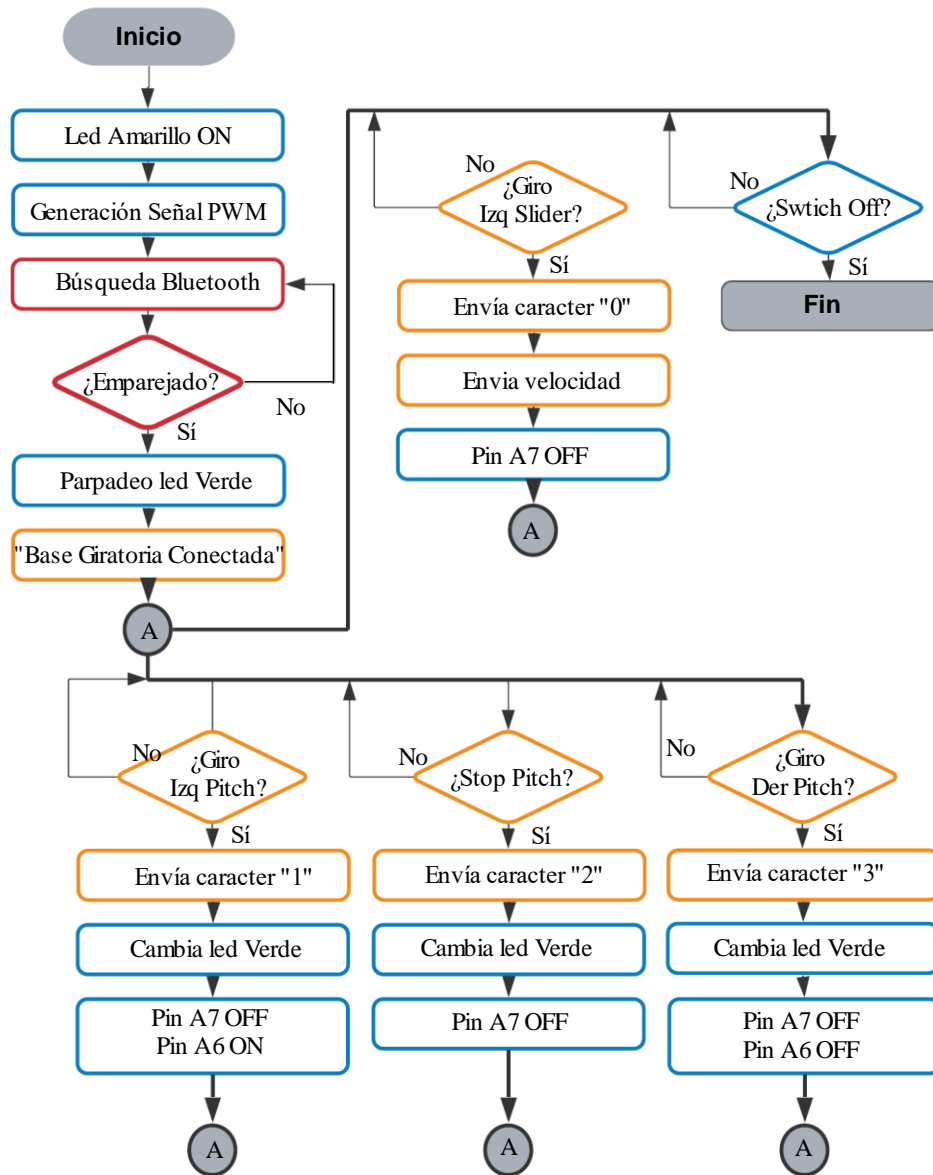 Inicio
Led Amarillo ON
Generación Señal PWM
Búsqueda Bluetooth
¿Emparejado?
No
Sí
Parpadeo led Verde
"Base Giratoria Conectada"
A
No
¿Giro
Izq Slider?
Sí
Envía caracter "0"
Envia velocidad
Pin A7 OFF
A
No
¿Swtich Off?
Sí
Fin
No
¿Giro
Izq Pitch?
Sí
Envía caracter "1"
Cambia led Verde
Pin A7 OFF
Pin A6 ON
A
No
¿Stop Pitch?
Sí
Envía caracter "2"
Cambia led Verde
Pin A7 OFF
A
No
¿Giro
Der Pitch?
Sí
Envía caracter "3"
Cambia led Verde
Pin A7 OFF
Pin A6 OFF
A